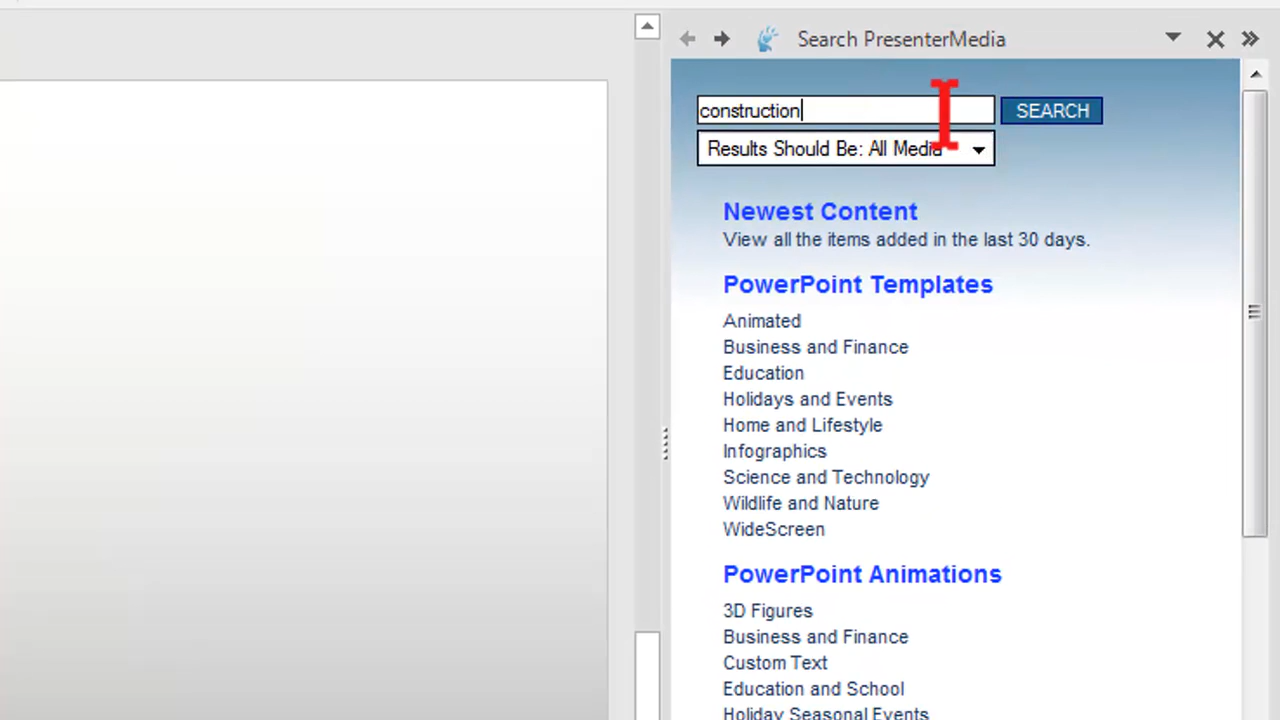 Search PresenterMedia
construction
SEARCH
Results Should Be: All Media
Newest Content
View all the items added in the last 30 days.
PowerPoint Templates
Animated
Business and Finance
Education
Holidays and Events
Home and Lifestyle
Infographics
Science and Technology
Wildlife and Nature
WideScreen
PowerPoint Animations
3D Figures
Business and Finance
Custom Text
Education and School
Holiday Seasonal Events